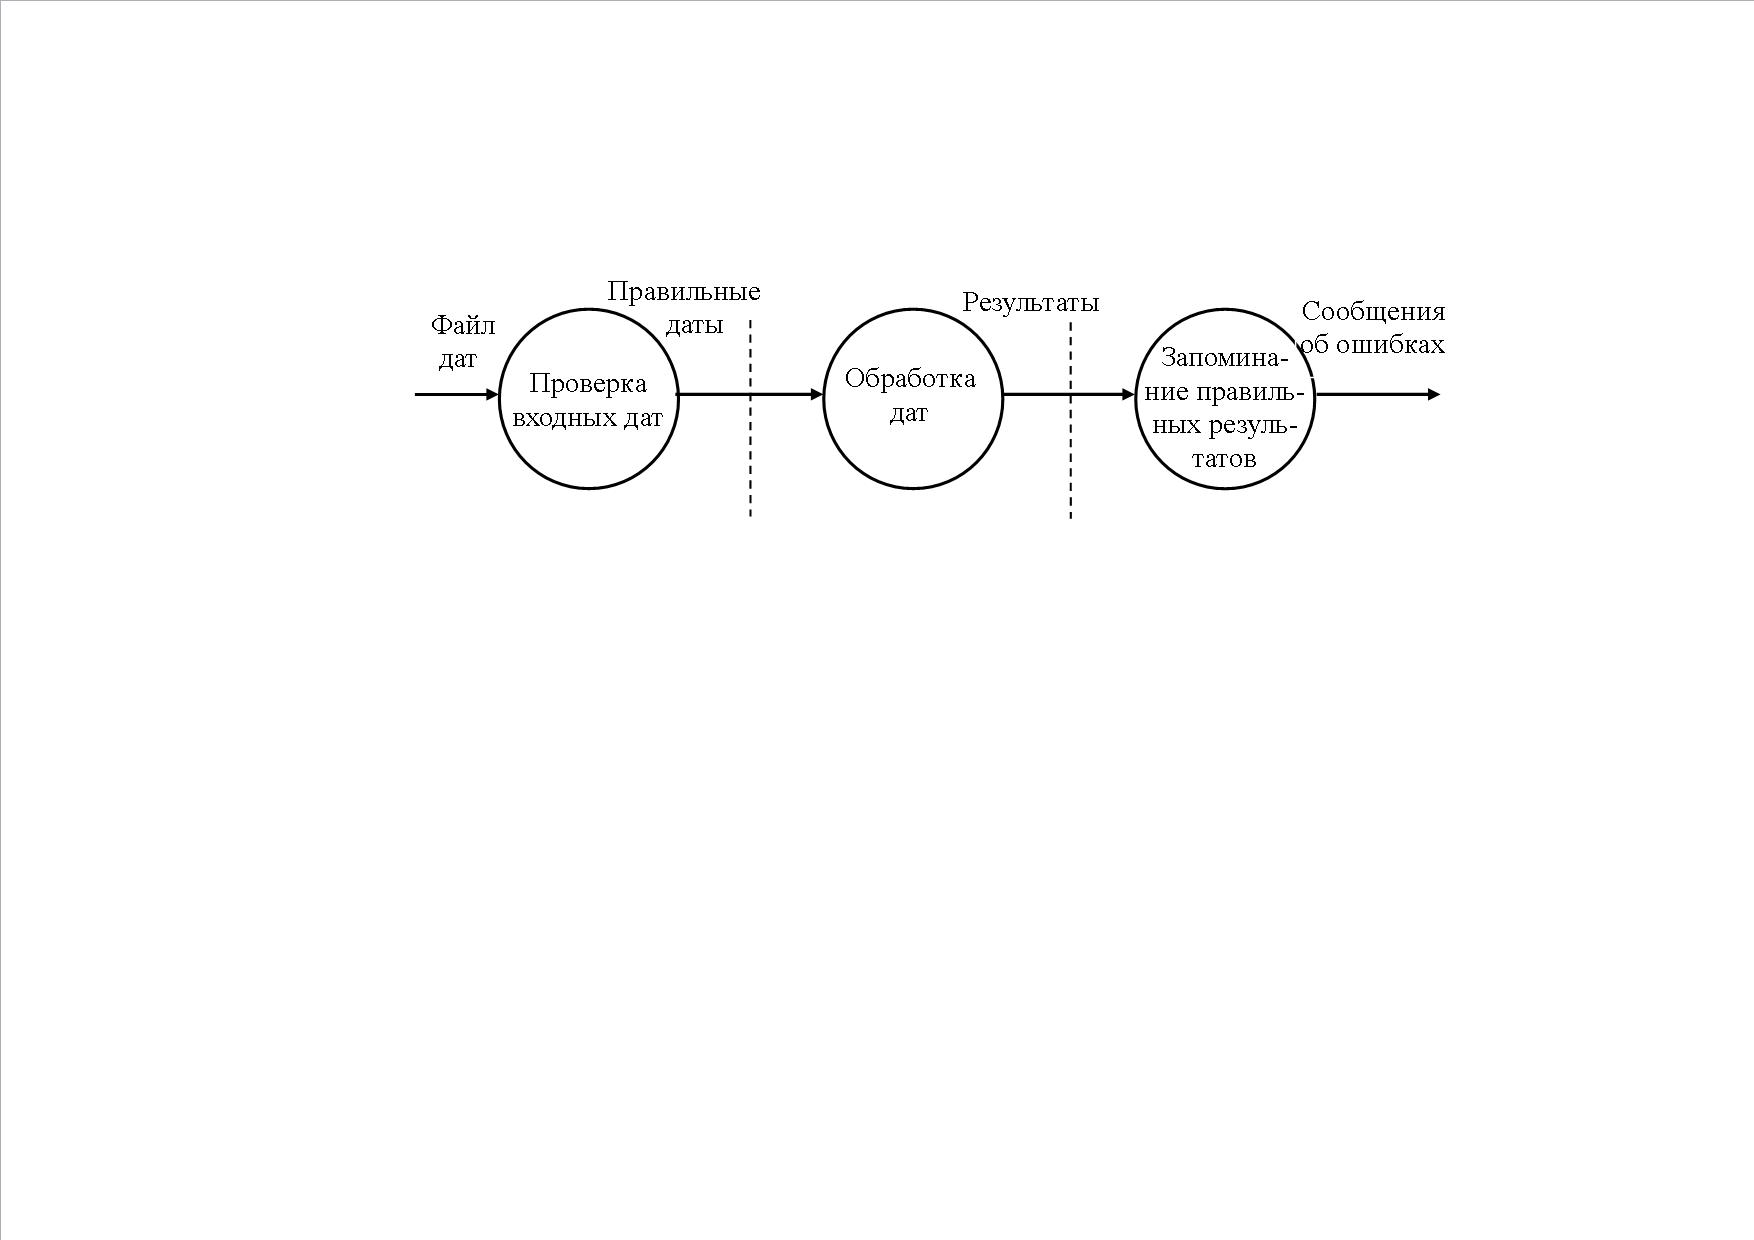 Файл
дат
Проверка
входных дат
Правильные
даты
Обработка
дат
Результаты
Запомина-
ние правиль-
ных резуль-
татов
Сообщения
об ошибках